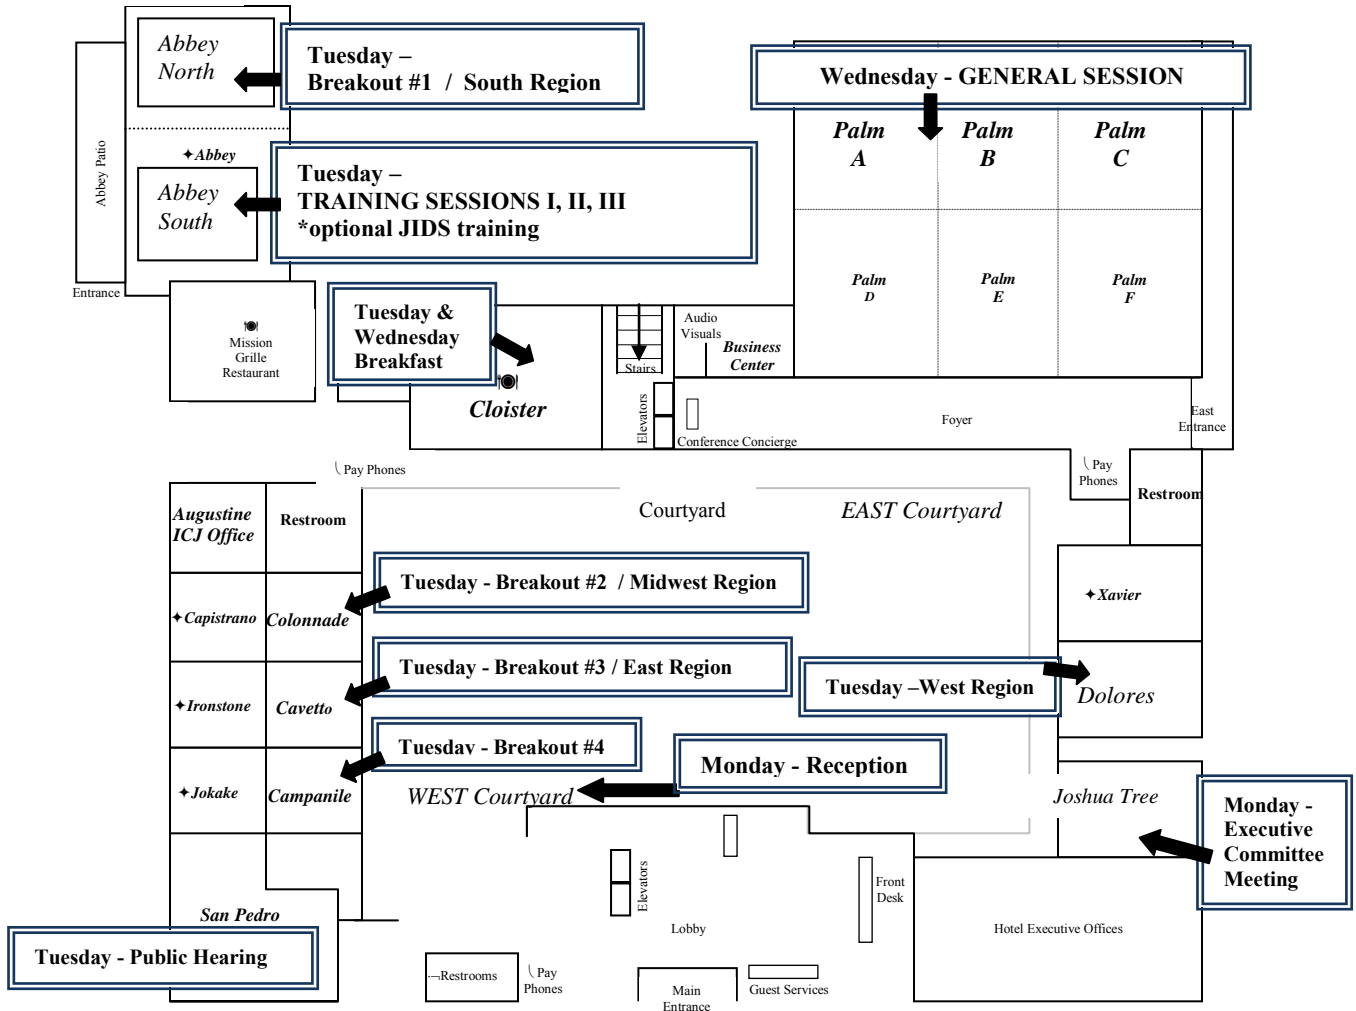 Abbey
North
Tuesday –
Breakout #1 / South Region
Wednesday - GENERAL SESSION
Palm
A
Palm
B
Palm
C
Abbey Patio
✦Abbey
Abbey
South
Tuesday –
TRAINING SESSIONS I, II, III
*optional JIDS training
Palm
D
Palm
E
Palm
F
Entrance
Mission
Grille
Restaurant
Tuesday &
Wednesday
Breakfast
Cloister
Stairs
Audio
Visuals
Business
Center
Elevators
Conference Concierge
Foyer
East
Entrance
Pay Phones
Pay
Phones
Restroom
Augustine
ICJ Office
Restroom
Courtyard
EAST Courtyard
Tuesday - Breakout #2 / Midwest Region
✦Capistrano
Colonnade
✦Xavier
Tuesday - Breakout #3 / East Region
Tuesday –West Region
Dolores
✦Ironstone
Cavetto
Tuesday - Breakout #4
Monday - Reception
✦Jokake
Campanile
WEST Courtyard
Joshua Tree
Monday -
Executive
Committee
Meeting
Elevators
Front
Desk
San Pedro
Lobby
Hotel Executive Offices
Tuesday - Public Hearing
Restrooms
Pay
Phones
Main
Entrance
Guest Services